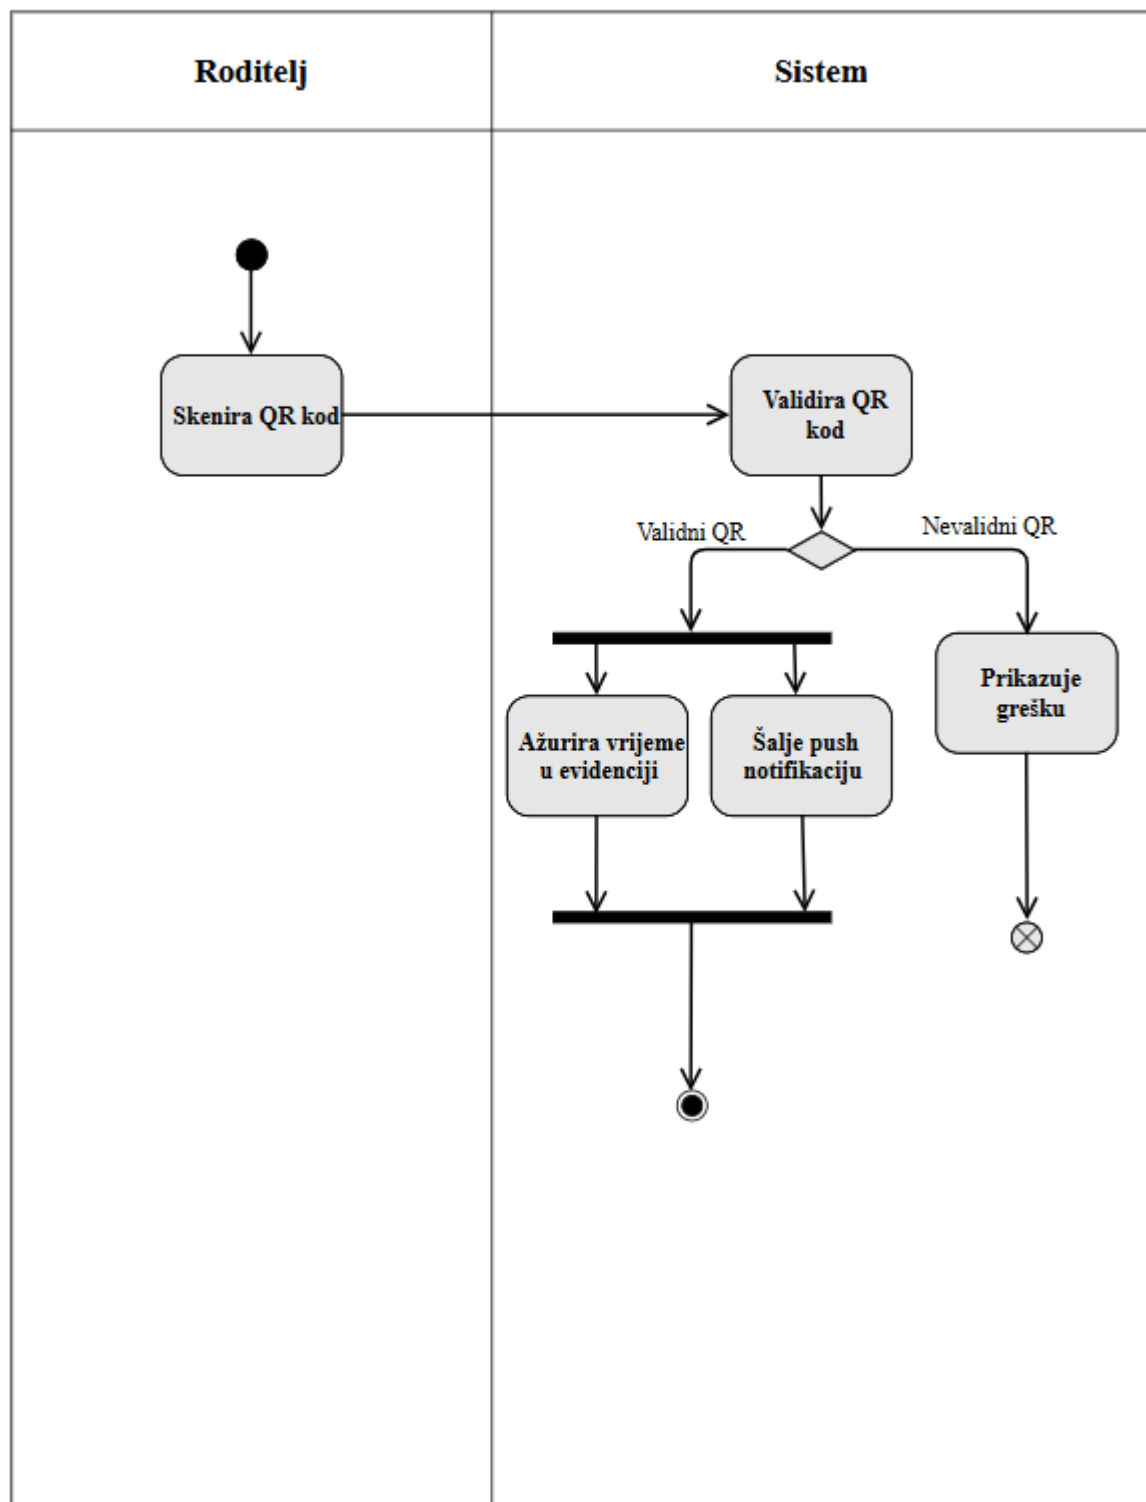 Roditelj
Sistem
Skenira QR kod
Validira QR
kod
Validni QR
Nevalidni QR
Ažurira vrijeme
u evidenciji
Šalje push
notifikaciju
Prikazuje
grešku